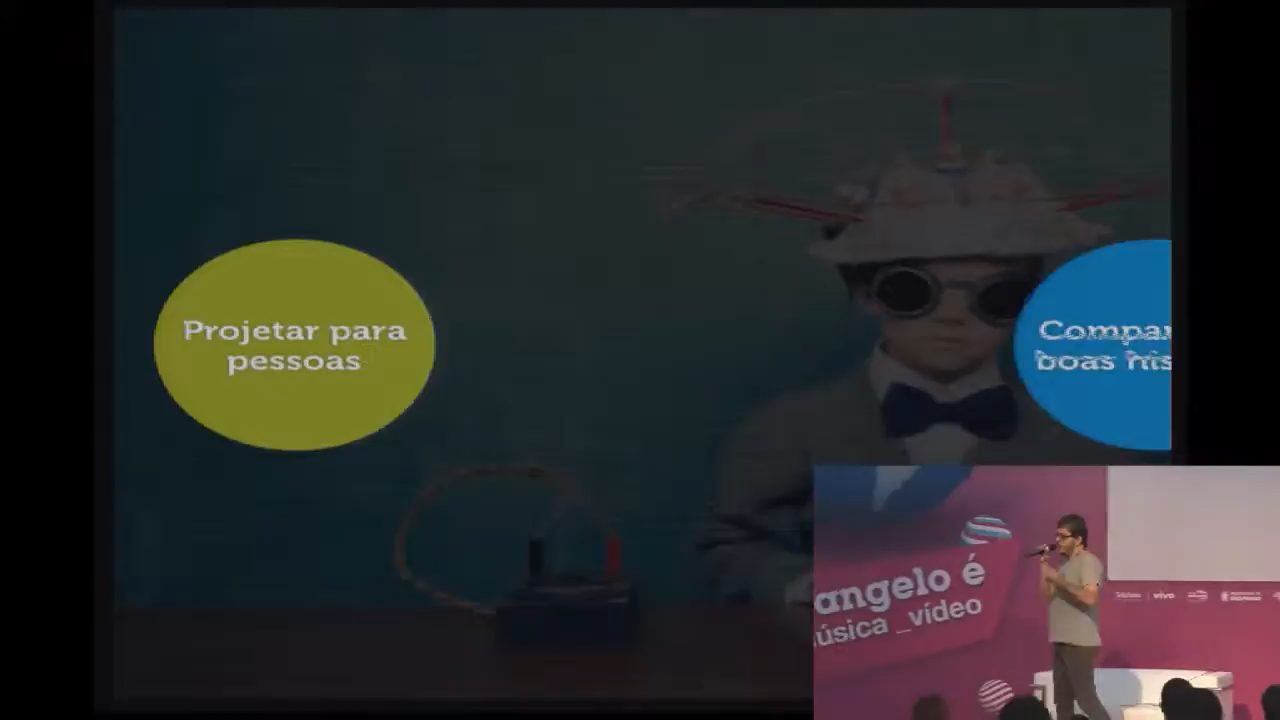 Projetar para
pessoas
Compar
boas his
angelo é
úsica _vídeo
vivo